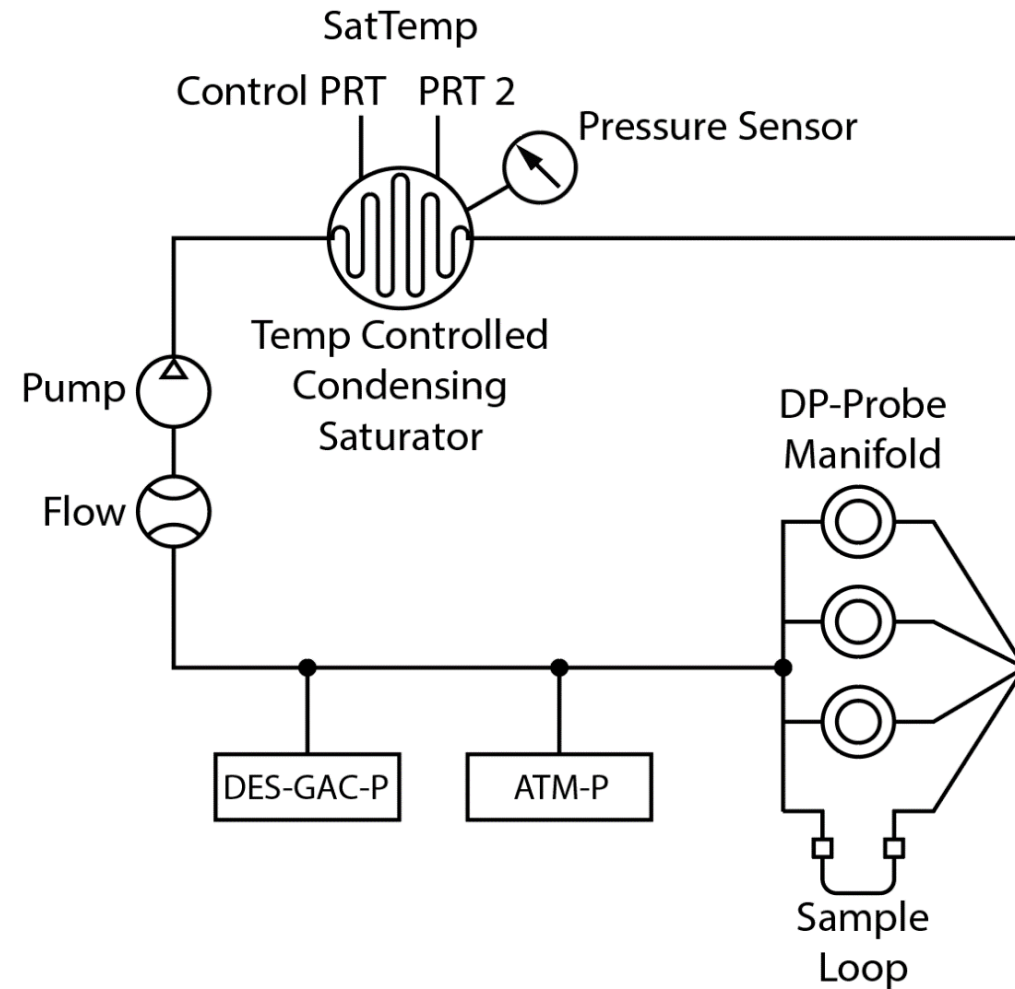 SatTemp
Control PRT PRT 2
Pressure Sensor
Temp Controlled
Condensing
Saturator
Pump
Flow
DP-Probe
Manifold
DES-GAC-P
ATM-P
Sample
Loop